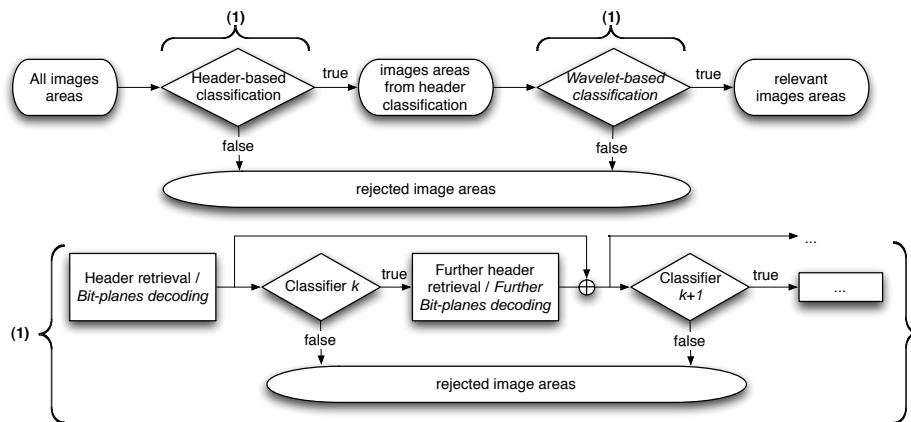 (1)
(1)
All images
areas
Header-based
classification
true
images areas
from header
classification
Wavelet-based
classification
true
relevant
images areas
false
false
rejected image areas
(1)
Header retrieval /
Bit-planes decoding
Classifier k
true
Further header
retrieval / Further
Bit-planes decoding
Classifier
k+1
true
...
...
false
false
rejected image areas